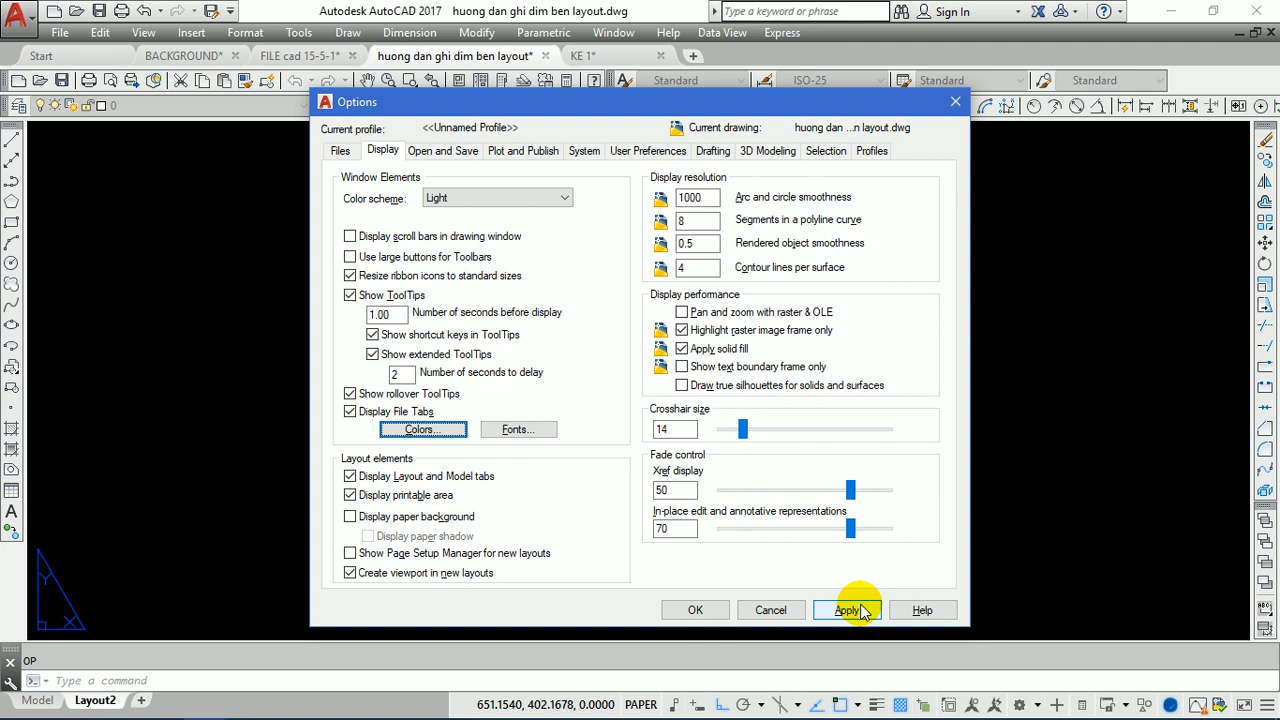 Autodesk AutoCAD 2017 huong dan ghi dim ben layout.dwg
Type a keyword or phrase
Sign In
File Edit View Insert Format Tools Draw Dimension Modify Parametric Window Help Data View Express
Start BACKGROUND* FILE cad 15-5-1* huong dan ghi dim ben layout* KE 1*
Standard ISO-25 Standard Standard
0
Options
Current profile: <<Unnamed Profile>> Current drawing: huong dan ...n layout.dwg
Files Display Open and Save Plot and Publish System User Preferences Drafting 3D Modeling Selection Profiles
Window Elements
Color scheme: Light
Display scroll bars in drawing window
Use large buttons for Toolbars
Resize ribbon icons to standard sizes
Show ToolTips
1.00 Number of seconds before display
Show shortcut keys in ToolTips
Show extended ToolTips
2 Number of seconds to delay
Show rollover ToolTips
Display File Tabs
Colors... Fonts...
Layout elements
Display Layout and Model tabs
Display printable area
Display paper background
Display paper shadow
Show Page Setup Manager for new layouts
Create viewport in new layouts
Display resolution
1000 Arc and circle smoothness
8 Segments in a polyline curve
0.5 Rendered object smoothness
4 Contour lines per surface
Display performance
Pan and zoom with raster & OLE
Highlight raster image frame only
Apply solid fill
Show text boundary frame only
Draw true silhouettes for solids and surfaces
Crosshair size
14
Fade control
Xref display
50
In-place edit and annotative representations
70
OK Cancel Apply Help
Y
X
OP
Type a command
Model Layout2
651.1540, 402.1678, 0.0000 PAPER